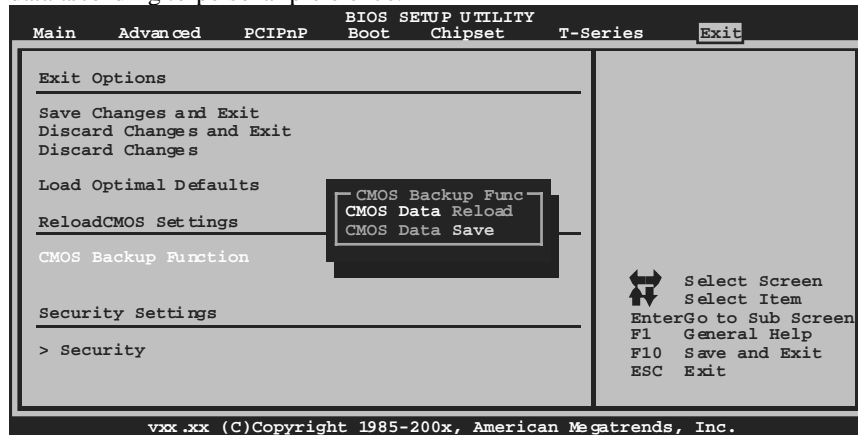 BIOS SETUP UTILITY
Main Advanced PCIPnP Boot Chipset T-Series Exit
Exit Options
Save Changes and Exit
Discard Changes and Exit
Discard Changes
Load Optimal Defaults
ReloadCMOS Settings
CMOS Backup Function
Security Settings
> Security
CMOS Backup Func
CMOS Data Reload
CMOS Data Save
Select Screen
Select Item
EnterGo to Sub Screen
F1 General Help
F10 Save and Exit
ESC Exit
vxx.xx (C)Copyright 1985-200x, American Megatrends, Inc.